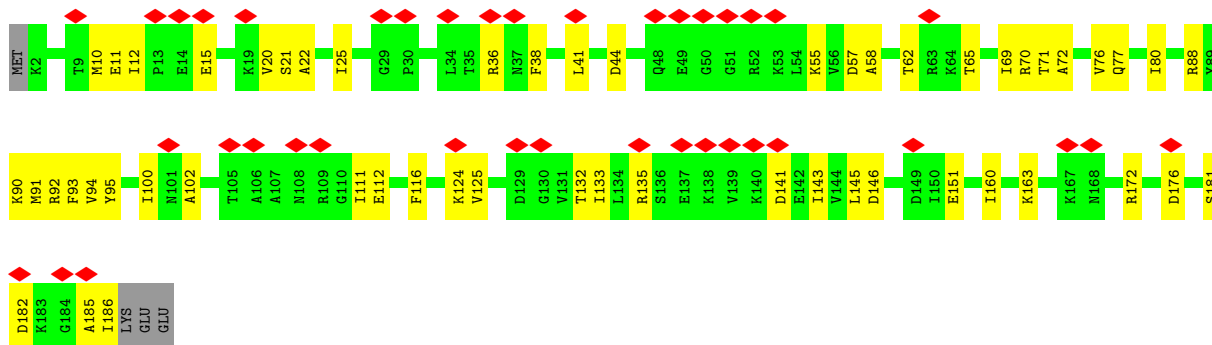 MET K2 T9 M10 E11 I12 P13 E14 E15 K19 V20 S21 A22 I25 G29 P30 L34 T35 R36 N37 F38 L41 D44 Q48 E49 G50 G51 R52 K53 L54 K55 V56 D57 A58 T62 R63 K64 T65 I69 R70 T71 A72 V76 Q77 I80 R88 Y89
K90 M91 R92 F93 V94 Y95 I100 N101 A102 T105 A106 A107 N108 R109 G110 I111 E112 F116 K124 V125 D129 G130 V131 T132 I133 L134 R135 S136 E137 K138 V139 K140 D141 E142 I143 V144 L145 D146 D149 I150 E151 I160 K163 K167 N168 R172 D176 S181
D182 K183 G184 A185 I186 LYS GLU GLU